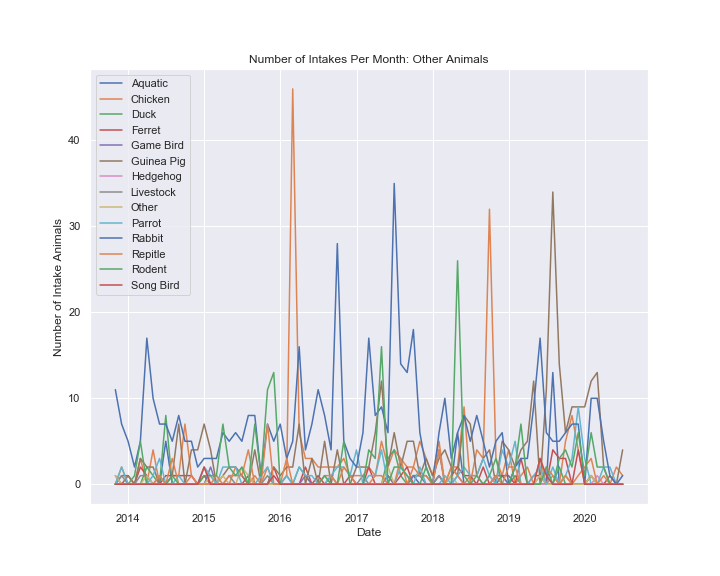 Number of Intakes Per Month: Other Animals
Aquatic
Chicken
Duck
Ferret
Game Bird
Guinea Pig
Hedgehog
Livestock
Other
Parrot
Rabbit
Repitle
Rodent
Song Bird
Number of Intake Animals
40
30
20
10
0
2014 2015 2016 2017 2018 2019 2020
Date